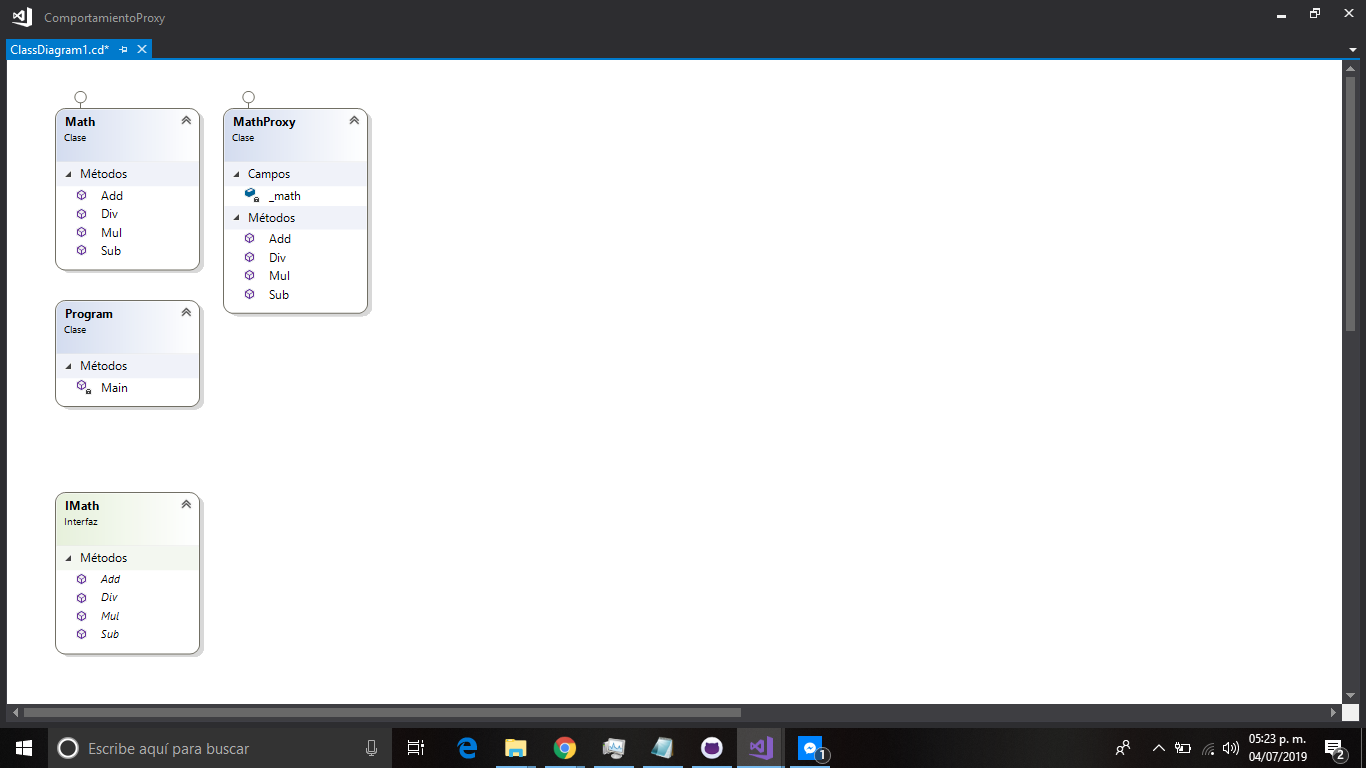 ComportamientoProxy
ClassDiagram1.cd*
Math
Clase
Métodos
Add
Div
Mul
Sub
MathProxy
Clase
Campos
_math
Métodos
Add
Div
Mul
Sub
Program
Clase
Métodos
Main
IMath
Interfaz
Métodos
Add
Div
Mul
Sub
Escribe aquí para buscar
1
05:23 p. m.
04/07/2019
2